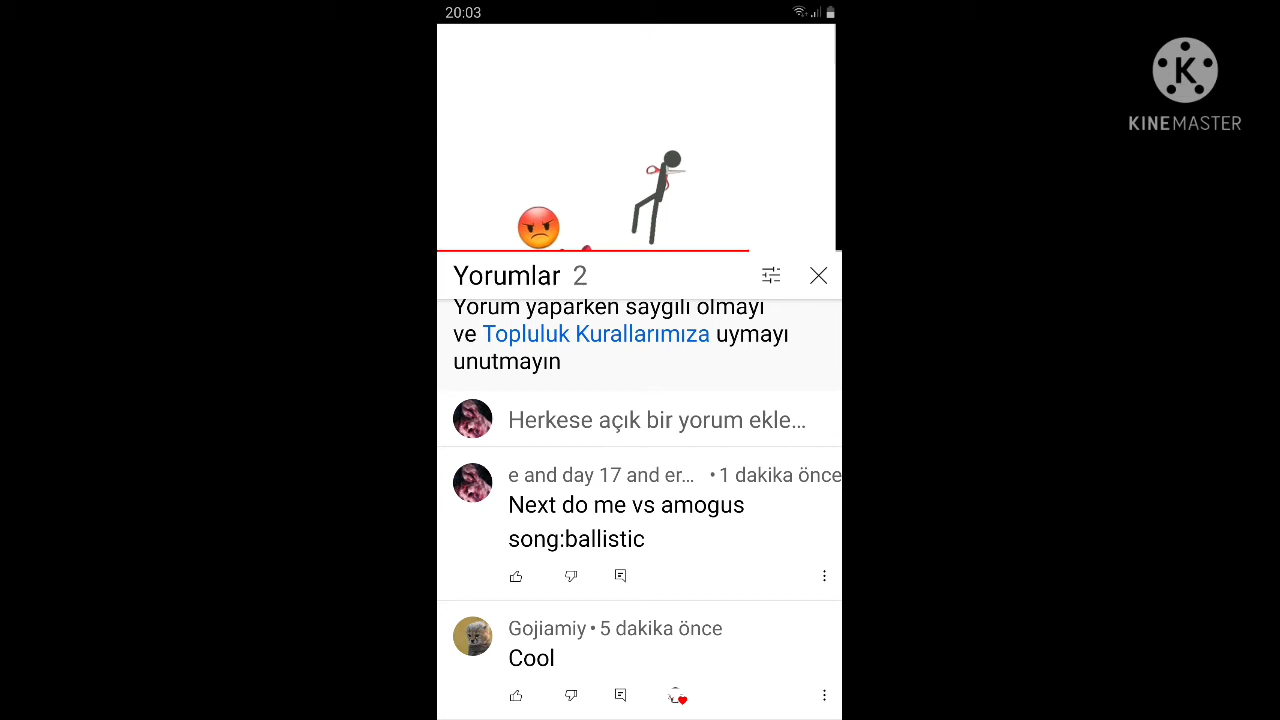 20:03
K
KINEMASTER
Yorumlar 2
Yorum yaparken saygılı olmayı
ve Topluluk Kurallarımıza uymayı
unutmayın
Herkese açık bir yorum ekle...
e and day 17 and er... • 1 dakika önce
Next do me vs amogus
song:ballistic
Gojiamiy • 5 dakika önce
Cool